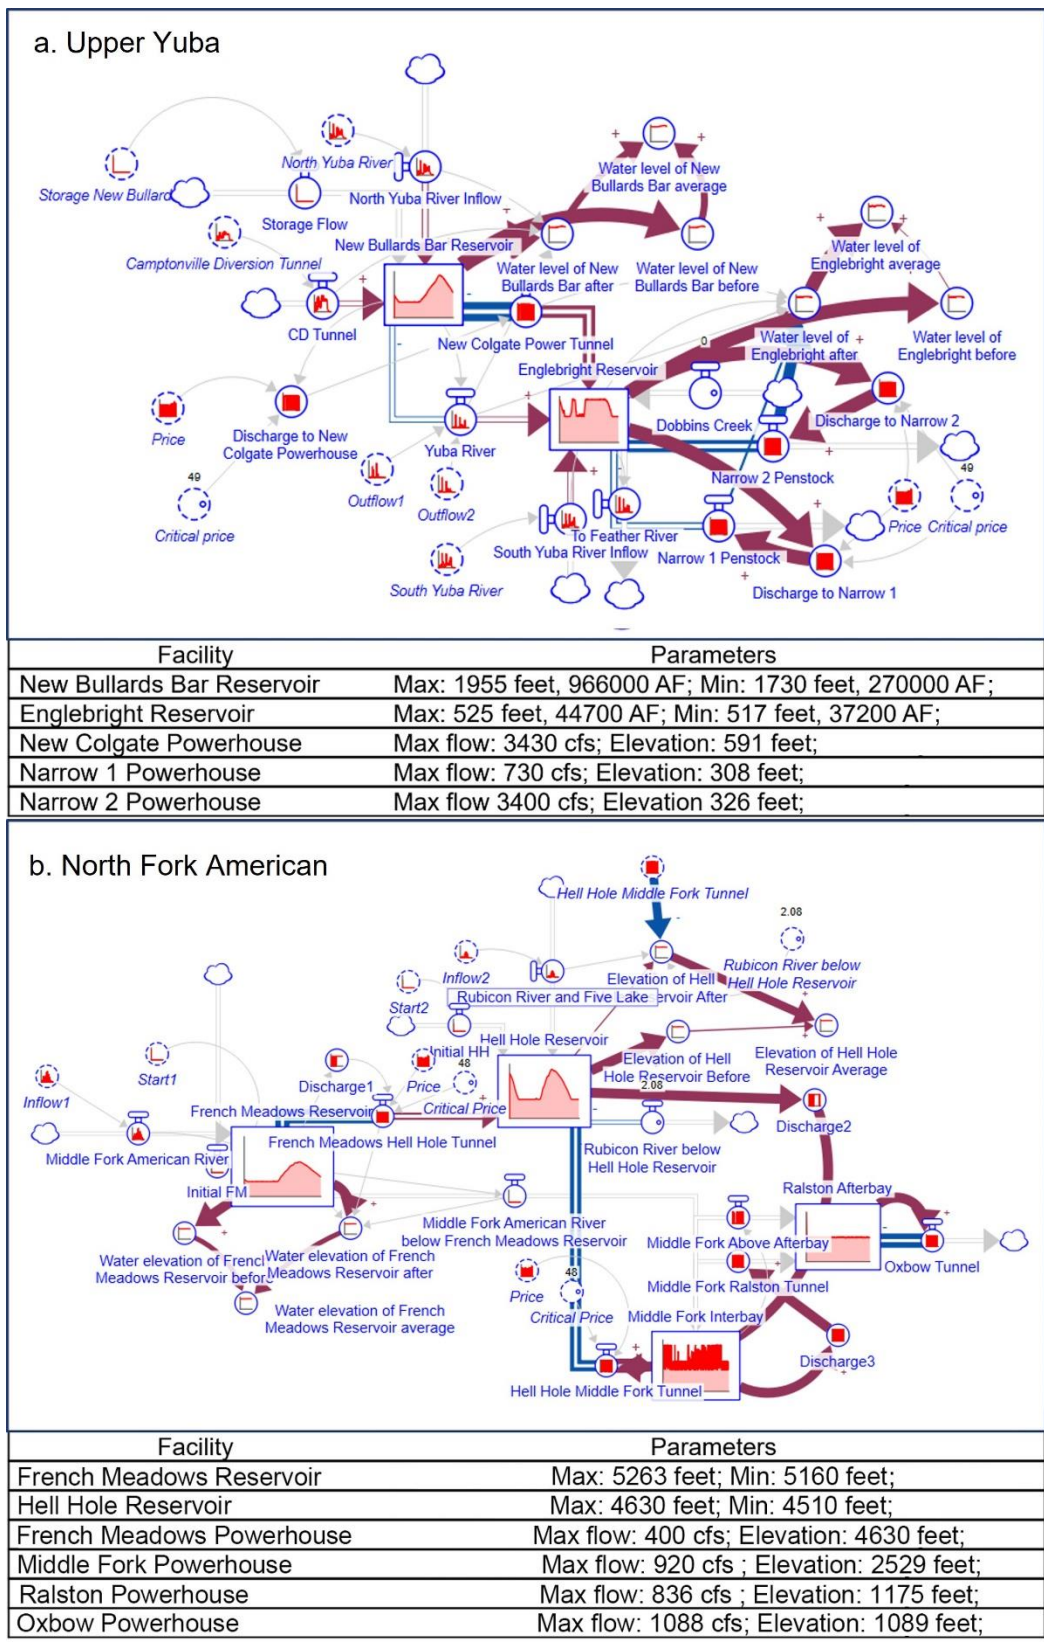 a. Upper Yuba
North Yuba River
Storage New Bullard
North Yuba River Inflow
Storage Flow
Water level of New
Bullards Bar average
Camptonville Diversion Tunnel
New Bullards Bar Reservoir
Water level of New
Bullards Bar after
Water level of New
Bullards Bar before
Water level of
Englebright average
CD Tunnel
New Colgate Power Tunnel
0
Water level of
Englebright after
Water level of
Englebright before
Englebright Reservoir
Price
Discharge to New
Colgate Powerhouse
Yuba River
Dobbins Creek
Discharge to Narrow 2
49
Critical price
Outflow1
Outflow2
Narrow 2 Penstock
49
Price
Critical price
To Feather River
South Yuba River Inflow
Narrow 1 Penstock
South Yuba River
Discharge to Narrow 1
Facility Parameters
New Bullards Bar Reservoir Max: 1955 feet, 966000 AF; Min: 1730 feet, 270000 AF;
Englebright Reservoir Max: 525 feet, 44700 AF; Min: 517 feet, 37200 AF;
New Colgate Powerhouse Max flow: 3430 cfs; Elevation: 591 feet;
Narrow 1 Powerhouse Max flow: 730 cfs; Elevation: 308 feet;
Narrow 2 Powerhouse Max flow 3400 cfs; Elevation 326 feet;
b. North Fork American
Hell Hole Middle Fork Tunnel
2.08
Rubicon River below
Hell Hole Reservoir
Inflow2
Start2
Elevation of Hell
ervoir After
Rubicon River and Five Lake
Initial HH
Hell Hole Reservoir
Start1
Inflow1
Discharge1
Price
48
Critical Price
Elevation of Hell
Hole Reservoir Before
Elevation of Hell Hole
Reservoir Average
2.08
French Meadows Reservoir
French Meadows Hell Hole Tunnel
Discharge2
Middle Fork American River
Rubicon River below
Hell Hole Reservoir
Initial FM
Ralston Afterbay
Middle Fork American River
below French Meadows Reservoir
Middle Fork Above Afterbay
Oxbow Tunnel
Water elevation of Frencl
Meadows Reservoir before
Water elevation of French
Meadows Reservoir after
Middle Fork Ralston Tunnel
Price
48
Critical Price
Water elevation of French
Meadows Reservoir average
Middle Fork Interbay
Discharge3
Hell Hole Middle Fork Tunnel
Facility Parameters
French Meadows Reservoir Max: 5263 feet; Min: 5160 feet;
Hell Hole Reservoir Max: 4630 feet; Min: 4510 feet;
French Meadows Powerhouse Max flow: 400 cfs; Elevation: 4630 feet;
Middle Fork Powerhouse Max flow: 920 cfs ; Elevation: 2529 feet;
Ralston Powerhouse Max flow: 836 cfs ; Elevation: 1175 feet;
Oxbow Powerhouse Max flow: 1088 cfs; Elevation: 1089 feet;